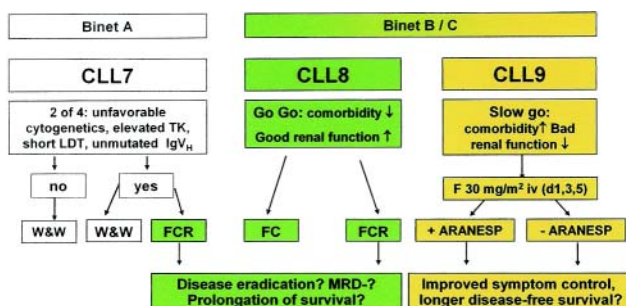 Binet A
Binet B / C
CLL7
CLL8
CLL9
2 of 4: unfavorable
cytogenetics, elevated TK,
short LDT, unmutated IgVH
Go Go: comorbidity ↓
Good renal function ↑
Slow go:
comorbidity↑ Bad
renal function ↓
no
yes
F 30 mg/m² iv (d1,3,5)
W&W
W&W
FCR
FC
FCR
+ ARANESP
- ARANESP
Disease eradication? MRD-?
Prolongation of survival?
Improved symptom control,
longer disease-free survival?